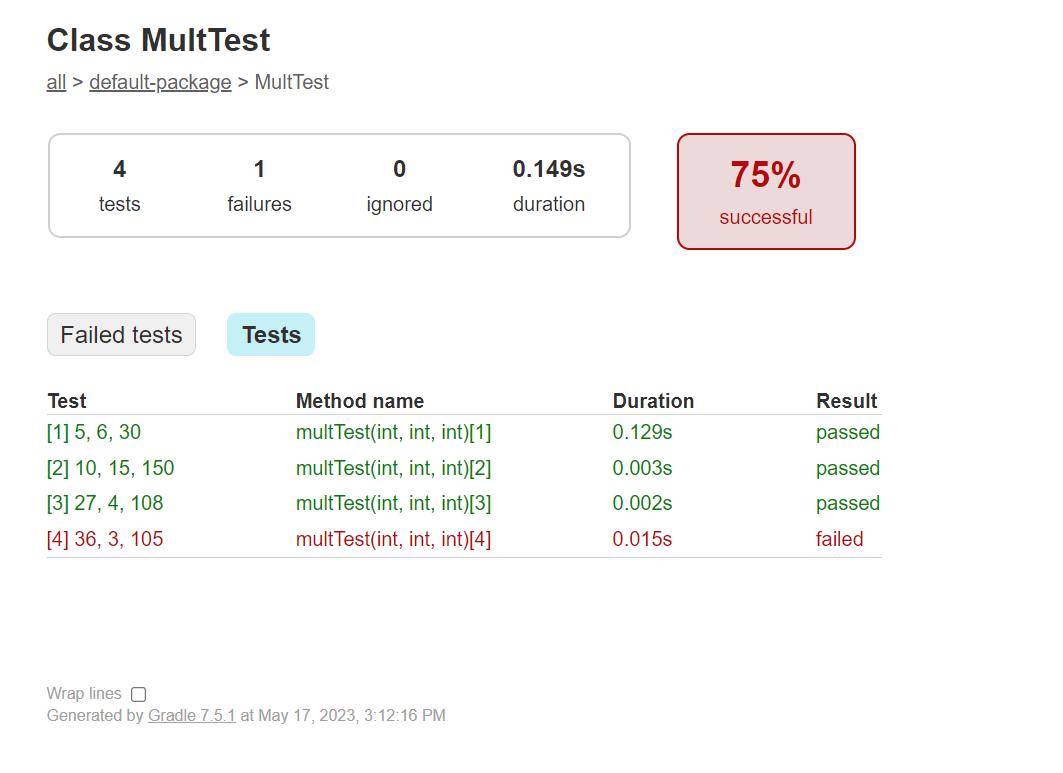 Class MultTest
all > default-package > MultTest
4 1 0 0.149s
tests failures ignored duration
75%
successful
Failed tests Tests
Test Method name Duration Result
[1] 5, 6, 30 multTest(int, int, int)[1] 0.129s passed
[2] 10, 15, 150 multTest(int, int, int)[2] 0.003s passed
[3] 27, 4, 108 multTest(int, int, int)[3] 0.002s passed
[4] 36, 3, 105 multTest(int, int, int)[4] 0.015s failed
Wrap lines
Generated by Gradle 7.5.1 at May 17, 2023, 3:12:16 PM